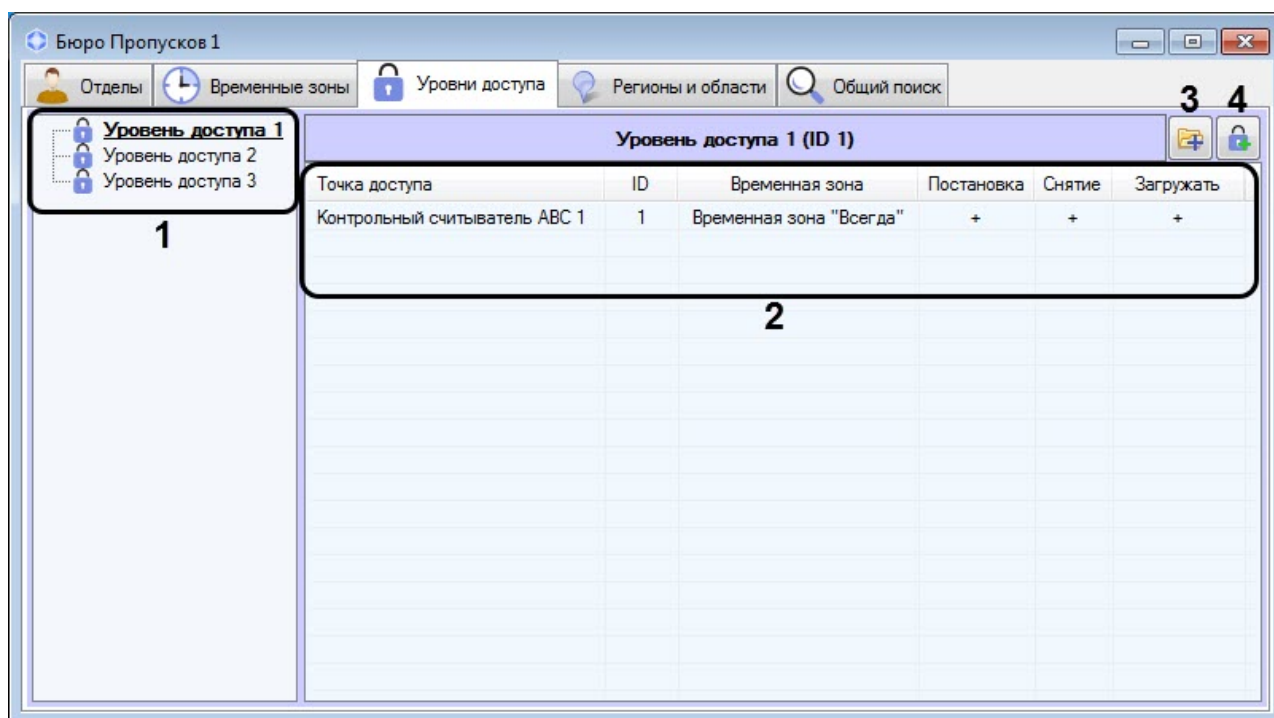 Бюро Пропусков 1
Отделы Временные зоны Уровни доступа Регионы и области Общий поиск
3 4
Уровень доступа 1
Уровень доступа 2
Уровень доступа 3
1
Уровень доступа 1 (ID 1)
Точка доступа ID Временная зона Постановка Снятие Загружать
Контрольный считыватель ABC 1 1 Временная зона "Всегда" + + +
2